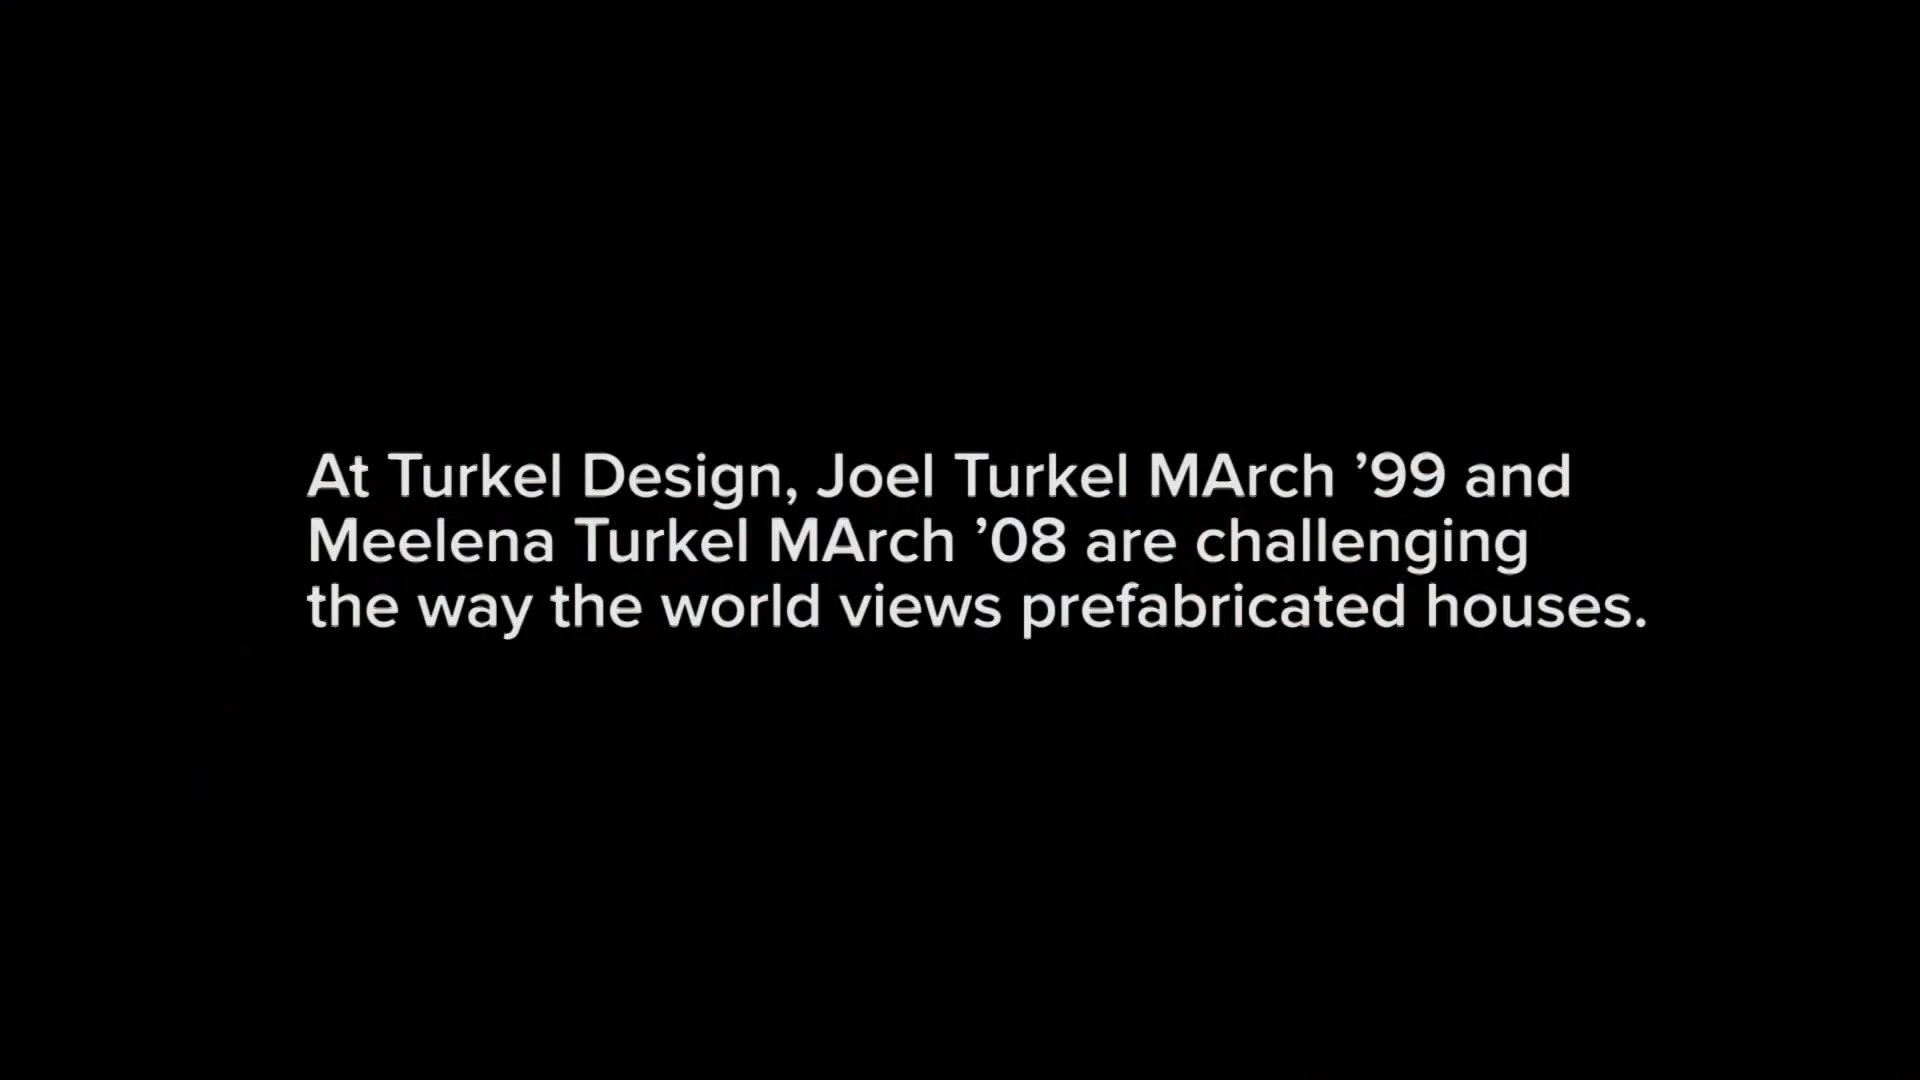 At Turkel Design, Joel Turkel MArch ’99 and
Meelena Turkel MArch ’08 are challenging
the way the world views prefabricated houses.